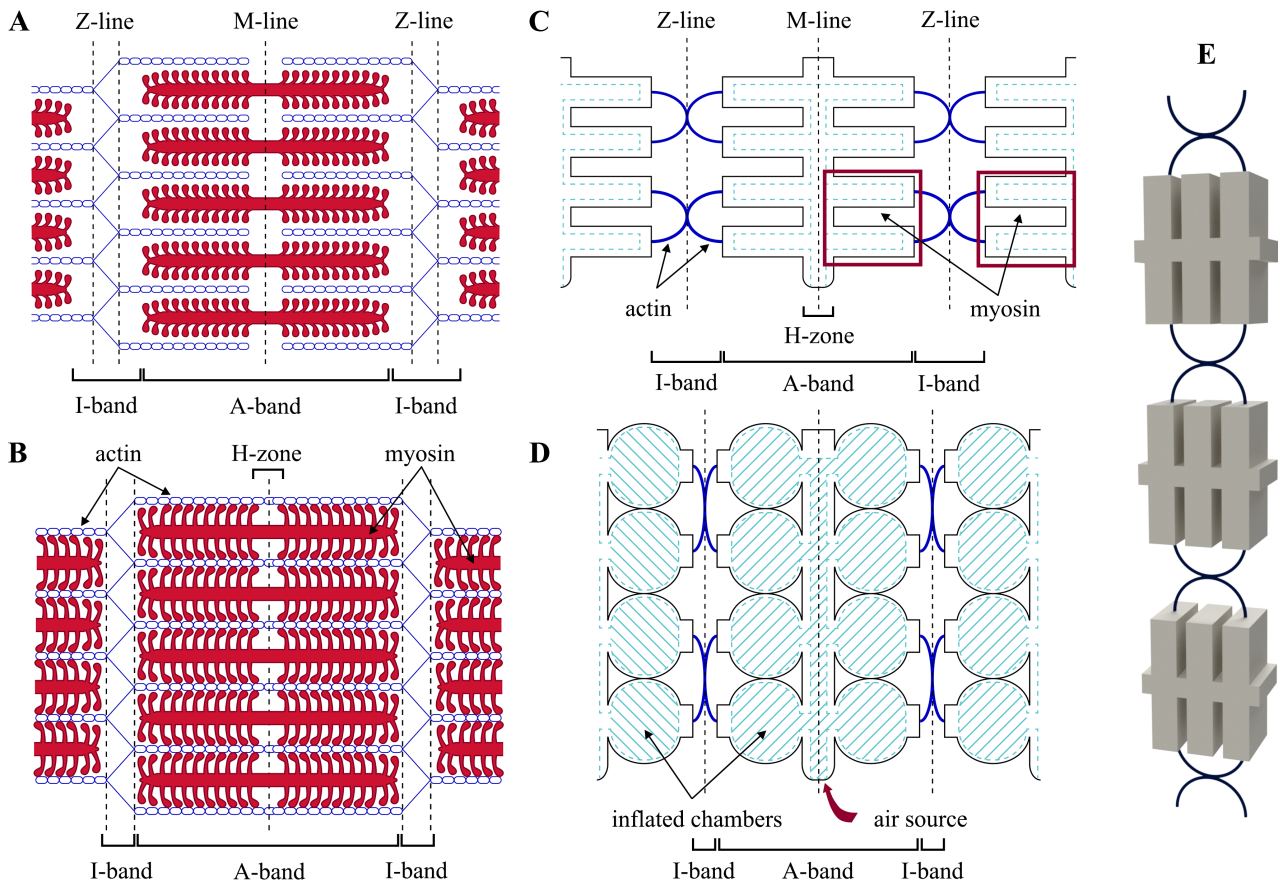 A
Z-line
M-line
Z-line
I-band
A-band
I-band
B
actin
H-zone
myosin
I-band
A-band
I-band
C
Z-line
M-line
Z-line
actin
myosin
H-zone
I-band
A-band
I-band
D
inflated chambers
air source
I-band
A-band
I-band
E